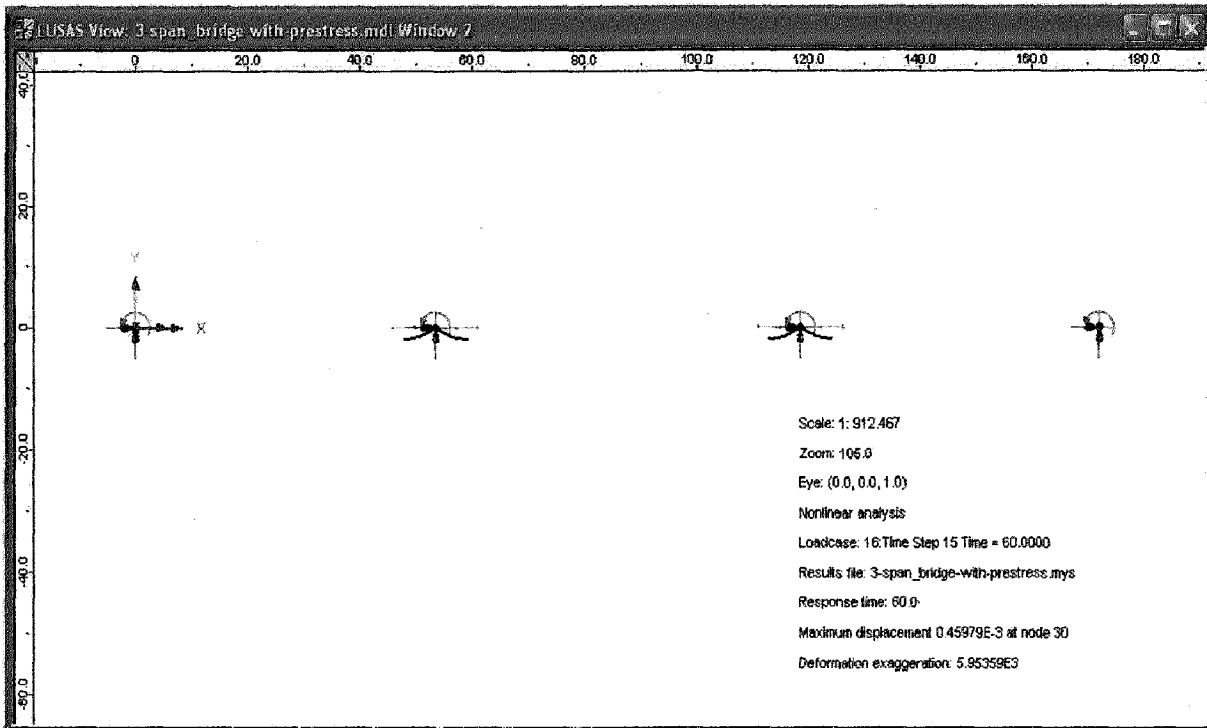 LUSAS View: 3-span_bridge-with-prestress.mdl Window 2
0 20.0 40.0 60.0 80.0 100.0 120.0 140.0 160.0 180.0
40.0
20.0
Y
0
X
-20.0
-40.0
-60.0
Scale: 1: 912.467
Zoom: 105.0
Eye: (0.0, 0.0, 1.0)
Nonlinear analysis
Loadcase: 16:Time Step 15 Time = 60.0000
Results file: 3-span_bridge-with-prestress.mys
Response time: 60.0
Maximum displacement 0.45979E-3 at node 30
Deformation exaggeration: 5.95359E3